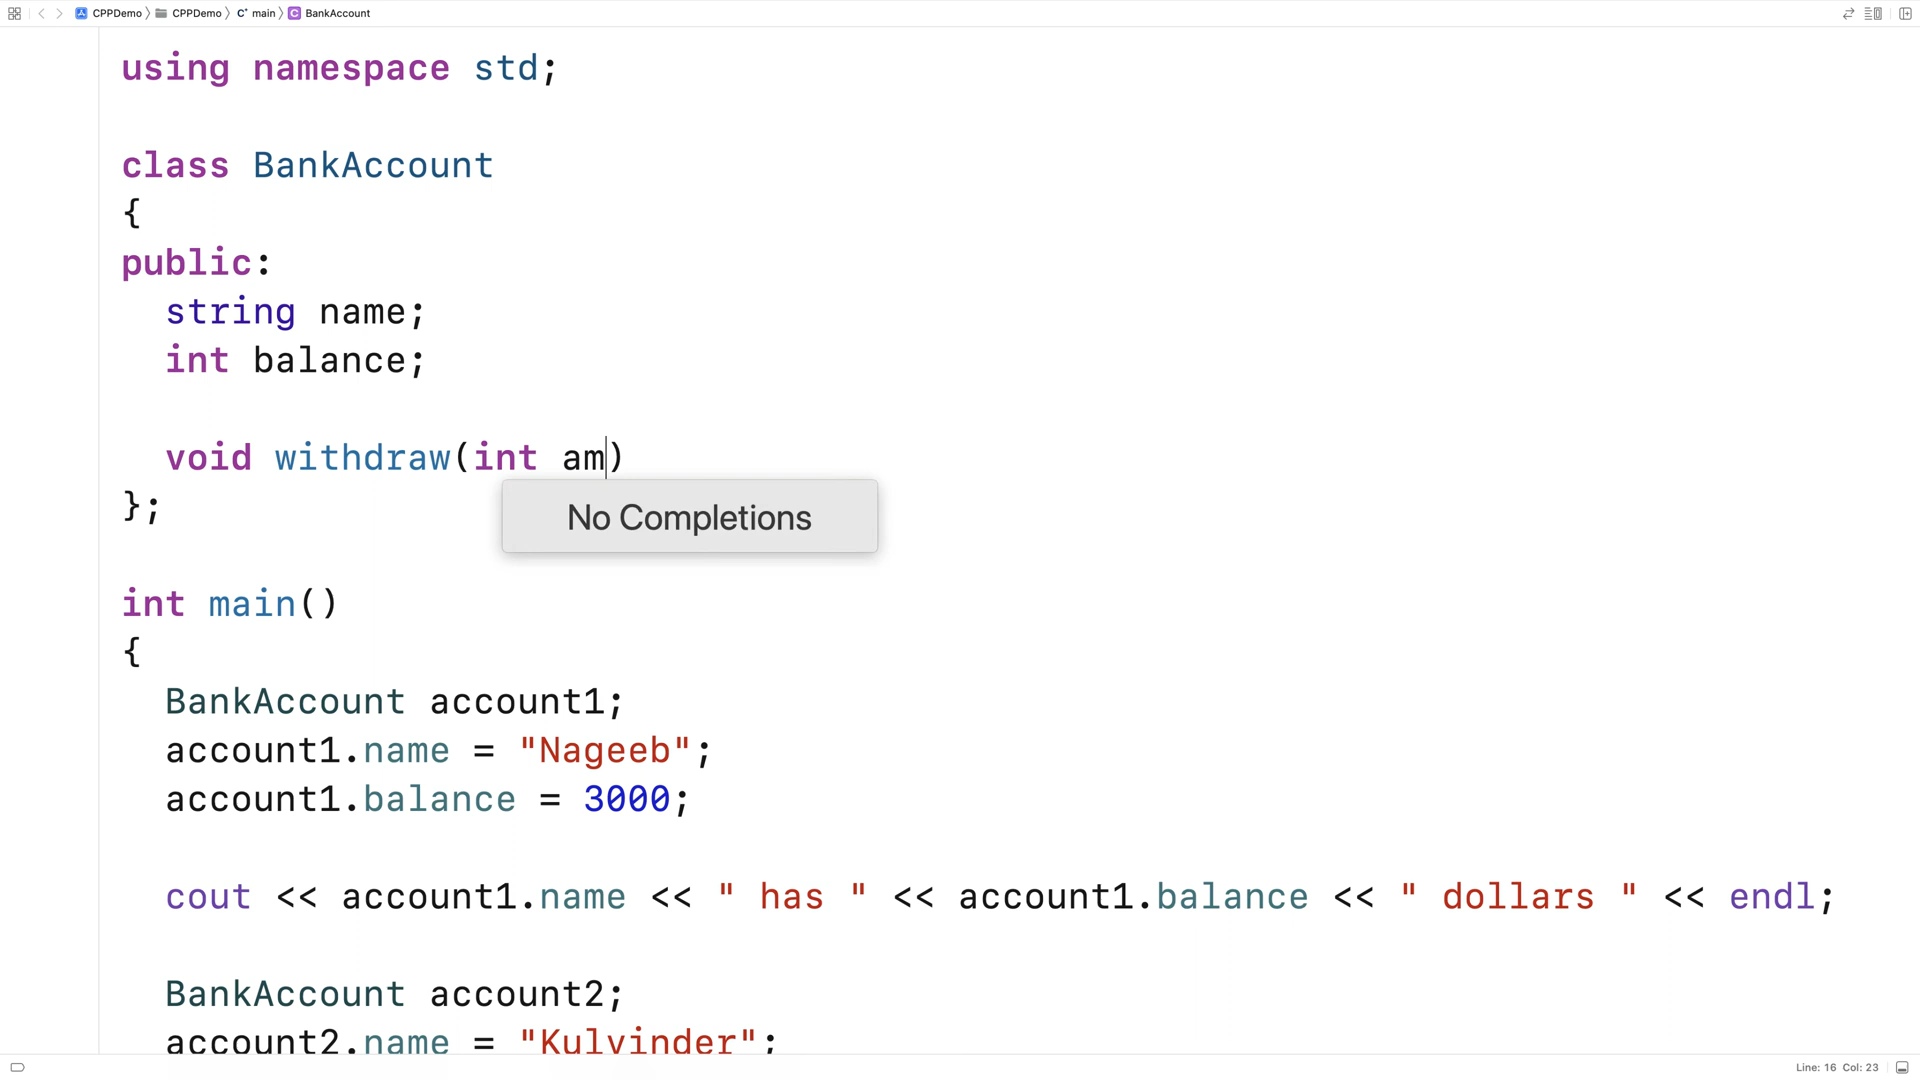 CPPDemo CPPDemo C+ main C BankAccount
using namespace std;
class BankAccount
{
public:
string name;
int balance;
void withdraw(int am)
};
No Completions
int main()
{
BankAccount account1;
account1.name = "Nageeb";
account1.balance = 3000;
cout << account1.name << " has " << account1.balance << " dollars " << endl;
BankAccount account2;
account2.name = "Kulvinder";
Line: 16 Col: 23